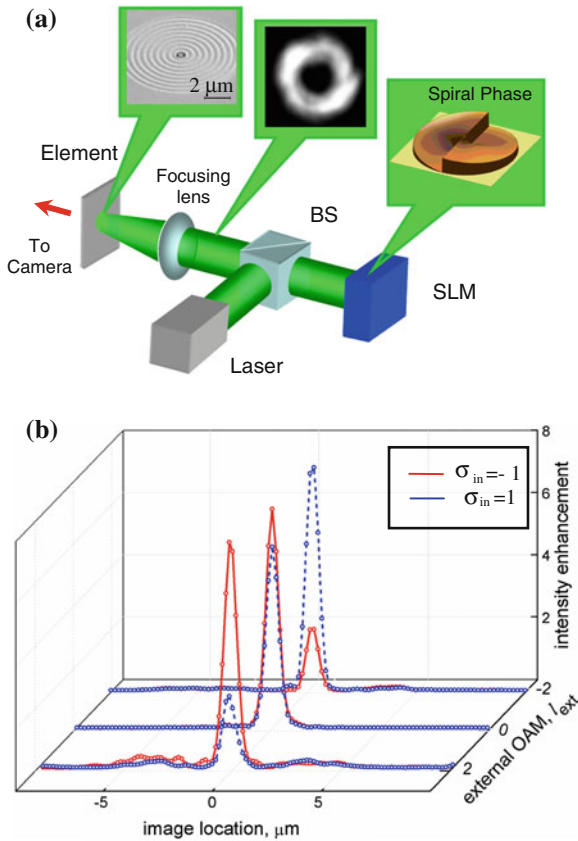 (a)
2 μm
Spiral Phase
Element
Focusing
lens
BS
To
Camera
SLM
Laser
(b)
8
σin=- 1
σin=1
6
4
2
intensity enhancement
-2
0
2
external OAM, lext
-5
0
5
image location, μm